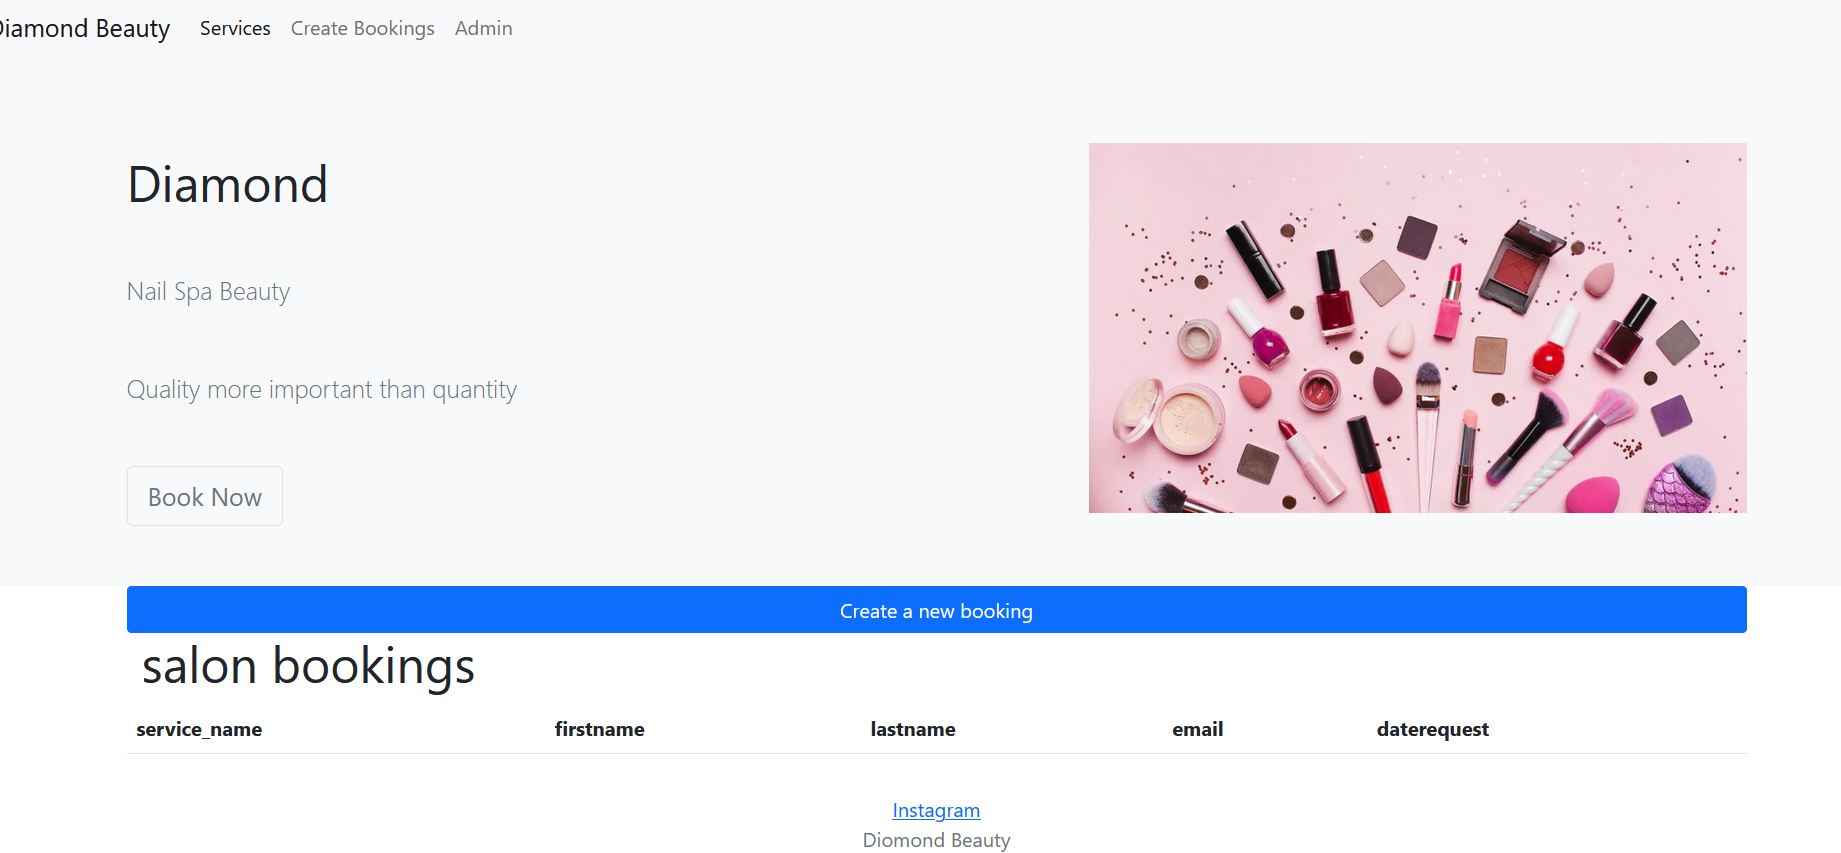 Diamond Beauty Services Create Bookings Admin
Diamond
Nail Spa Beauty
Quality more important than quantity
Book Now
Create a new booking
salon bookings
service_name firstname lastname email daterequest
Instagram
Diomond Beauty